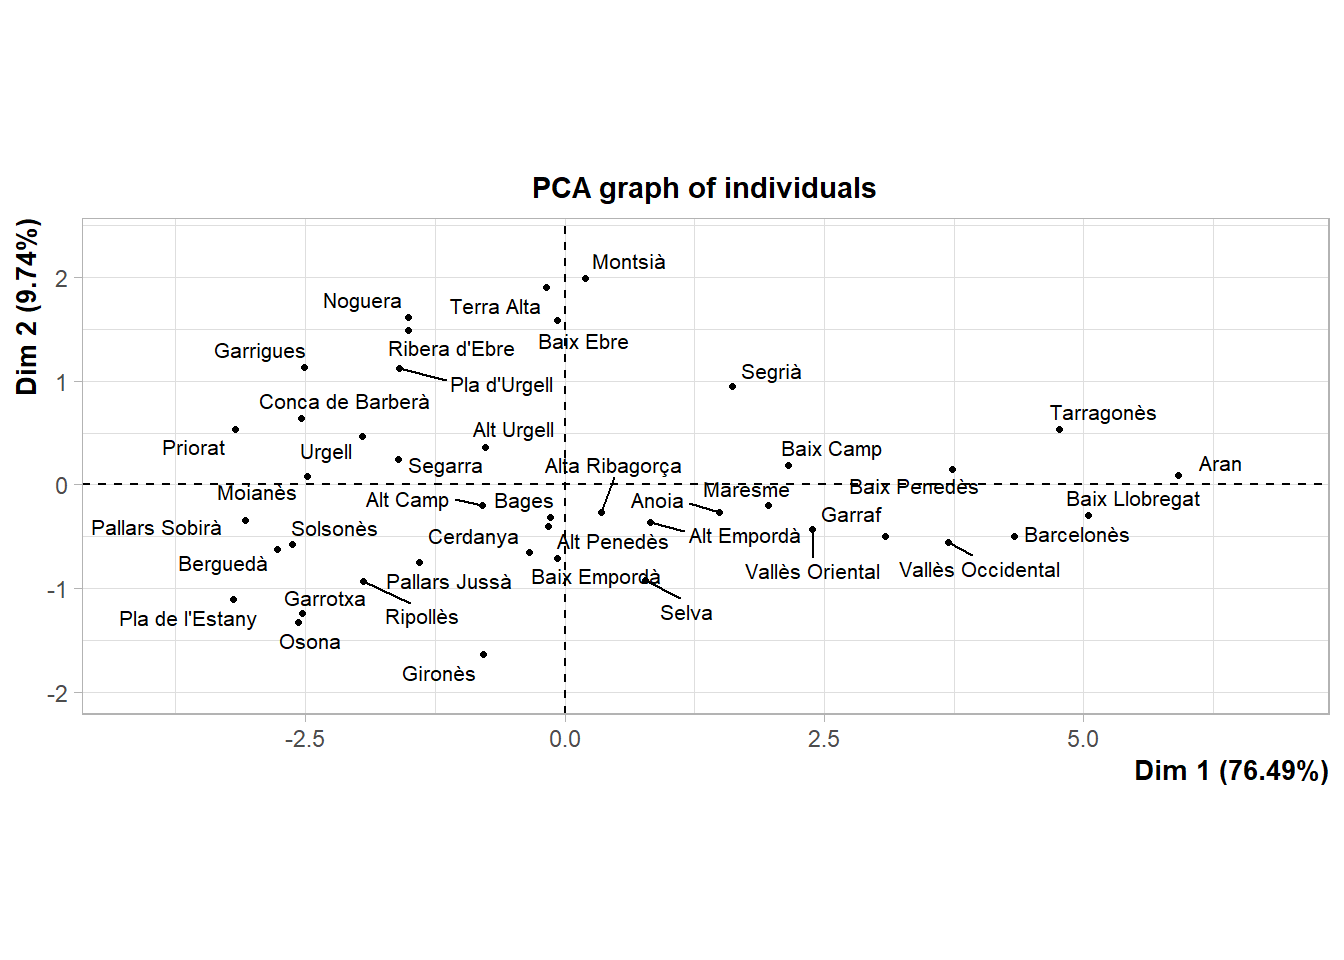 PCA graph of individuals
Dim 2 (9.74%)
2
1
0
-1
-2
Montsià
Noguera
Terra Alta
Baix Ebre
Garrigues
Ribera d'Ebre
Segrià
Pla d'Urgell
Conca de Barberà
Tarragonès
Alt Urgell
Priorat
Urgell
Baix Camp
Segarra
Alta Ribagorça
Aran
Moianès
Maresme
Baix Penedès
Alt Camp
Bages
Anoia
Baix Llobregat
Garraf
Pallars Sobirà
Solsonès
Cerdanya
Alt Penedès
Alt Empordà
Barcelonès
Berguedà
Vallès Oriental
Vallès Occidental
Pallars Jussà
Baix Empordà
Garrotxa
Selva
Pla de l'Estany
Ripollès
Osona
Gironès
-2.5
0.0
2.5
5.0
Dim 1 (76.49%)